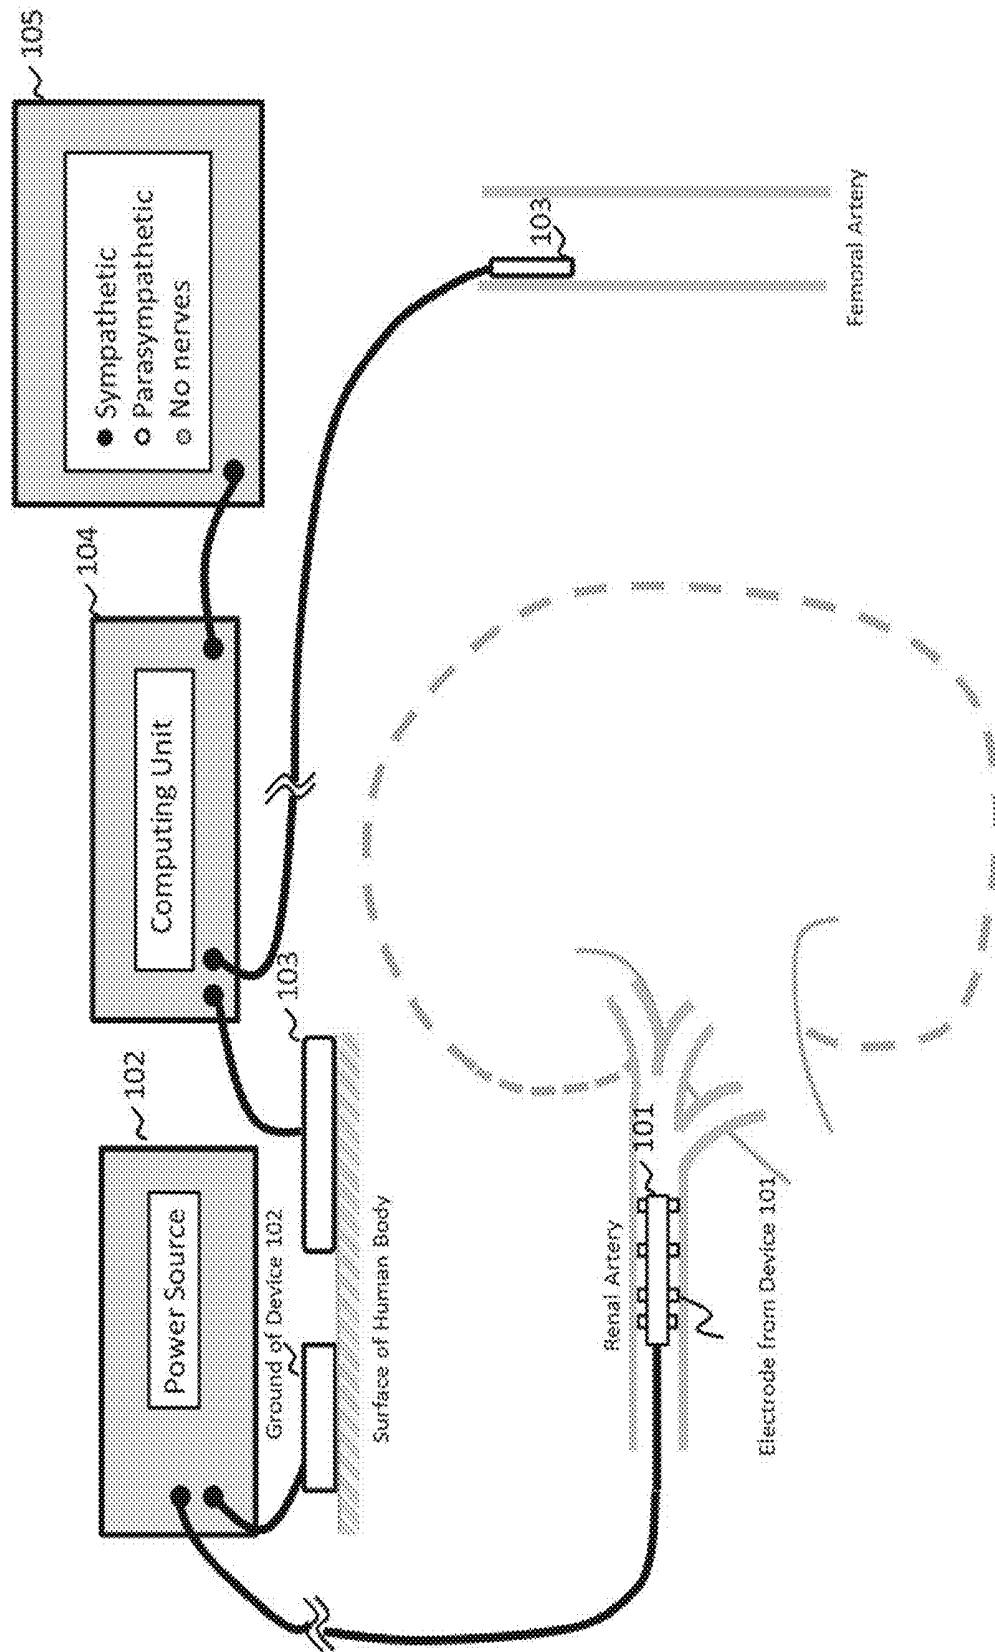 102
Power Source
Ground of Device 102
Surface of Human Body
104
Computing Unit
103
105
Sympathetic
Parasympathetic
No nerves
103
Femoral Artery
Renal Artery
101
Electrode from Device 101